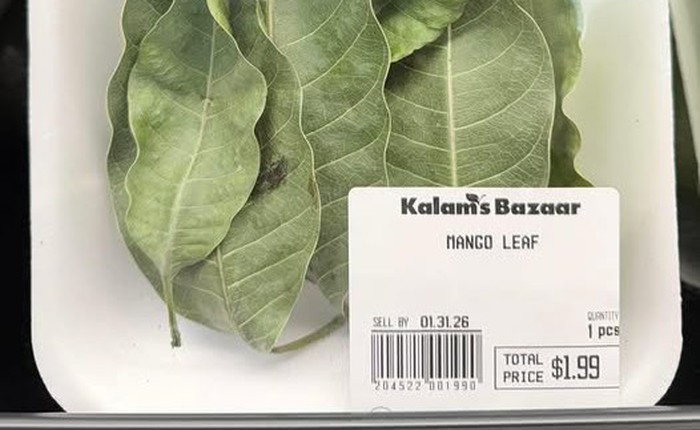 Kalam's Bazaar
MANGO LEAF
SELL BY 01.31.26
QUANTITY
1 pcs
204522 001990
TOTAL PRICE $1.99